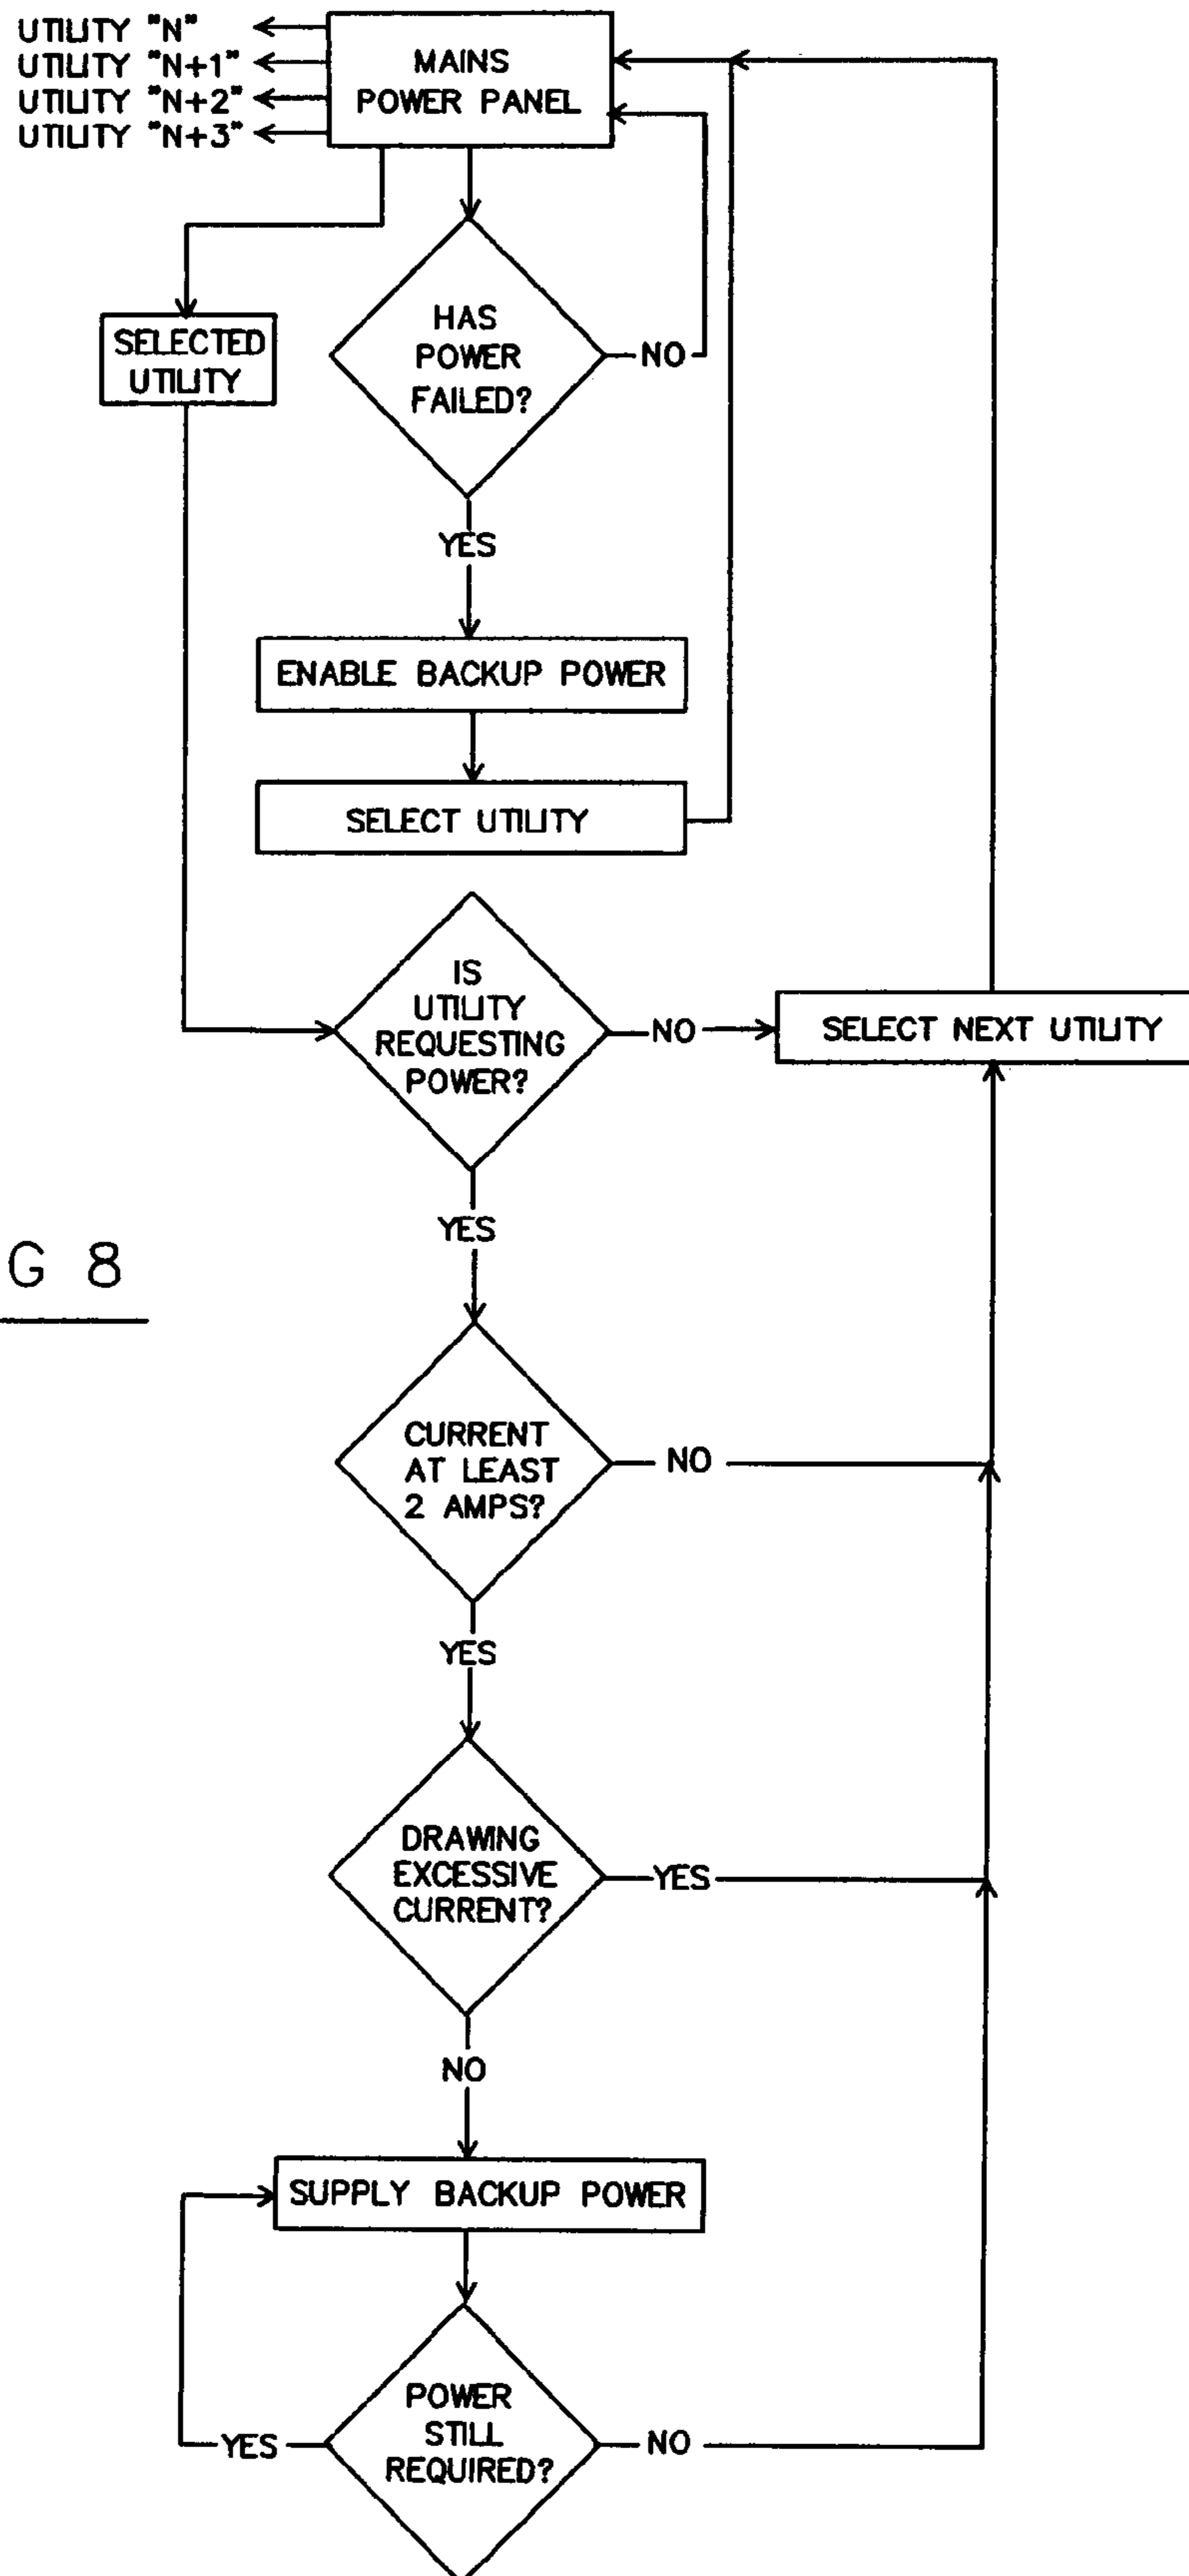 UTILITY "N"
UTILITY "N+1"
UTILITY "N+2"
UTILITY "N+3"
MAINS
POWER PANEL
SELECTED
UTILITY
HAS
POWER
FAILED?
NO
YES
ENABLE BACKUP POWER
SELECT UTILITY
IS
UTILITY
REQUESTING
POWER?
NO
SELECT NEXT UTILITY
YES
G 8
CURRENT
AT LEAST
2 AMPS?
NO
YES
DRAWING
EXCESSIVE
CURRENT?
YES
NO
SUPPLY BACKUP POWER
POWER
STILL
REQUIRED?
YES
NO